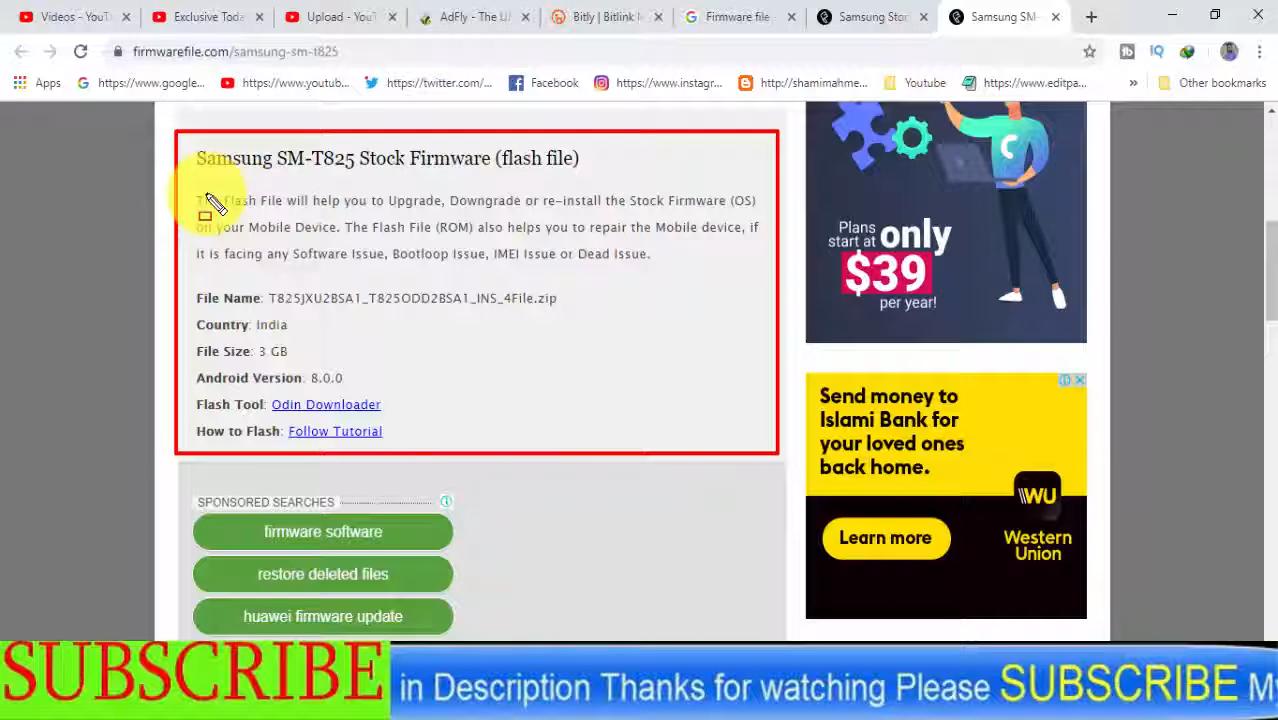 Videos - YouT
Exclusive Toda
Upload - YouT
AdFly - The U
Bitly | Bitlink
Firmware file
Samsung Stor
Samsung SM-
firmwarefile.com/samsung-sm-t825
Apps
https://www.google...
https://www.youtub...
https://twitter.com/...
Facebook
https://www.instagr...
http://shamimahme...
Youtube
https://www.editpa...
Other bookmarks
Samsung SM-T825 Stock Firmware (flash file)
Flash File will help you to Upgrade, Downgrade or re-install the Stock Firmware (OS)
on your Mobile Device. The Flash File (ROM) also helps you to repair the Mobile device, if
it is facing any Software Issue, Bootloop Issue, IMEI Issue or Dead Issue.
File Name: T825JXU2BSA1_T825ODD2BSA1_INS_4File.zip
Country: India
File Size: 3 GB
Android Version: 8.0.0
Flash Tool: Odin Downloader
How to Flash: Follow Tutorial
SPONSORED SEARCHES
firmware software
restore deleted files
huawei firmware update
Plans
start at only
$39
per year!
Send money to
Islami Bank for
your loved ones
back home.
WU
Learn more
Western
Union
SUBSCRIBE
in Description Thanks for watching Please SUBSCRIBE My